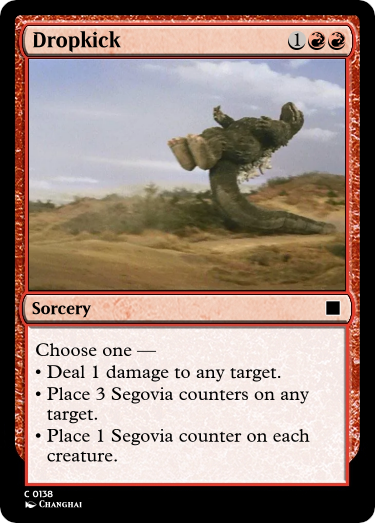 Dropkick 1
Sorcery
Choose one —
• Deal 1 damage to any target.
• Place 3 Segovia counters on any
target.
• Place 1 Segovia counter on each
creature.
C 0138
CHANGHAI